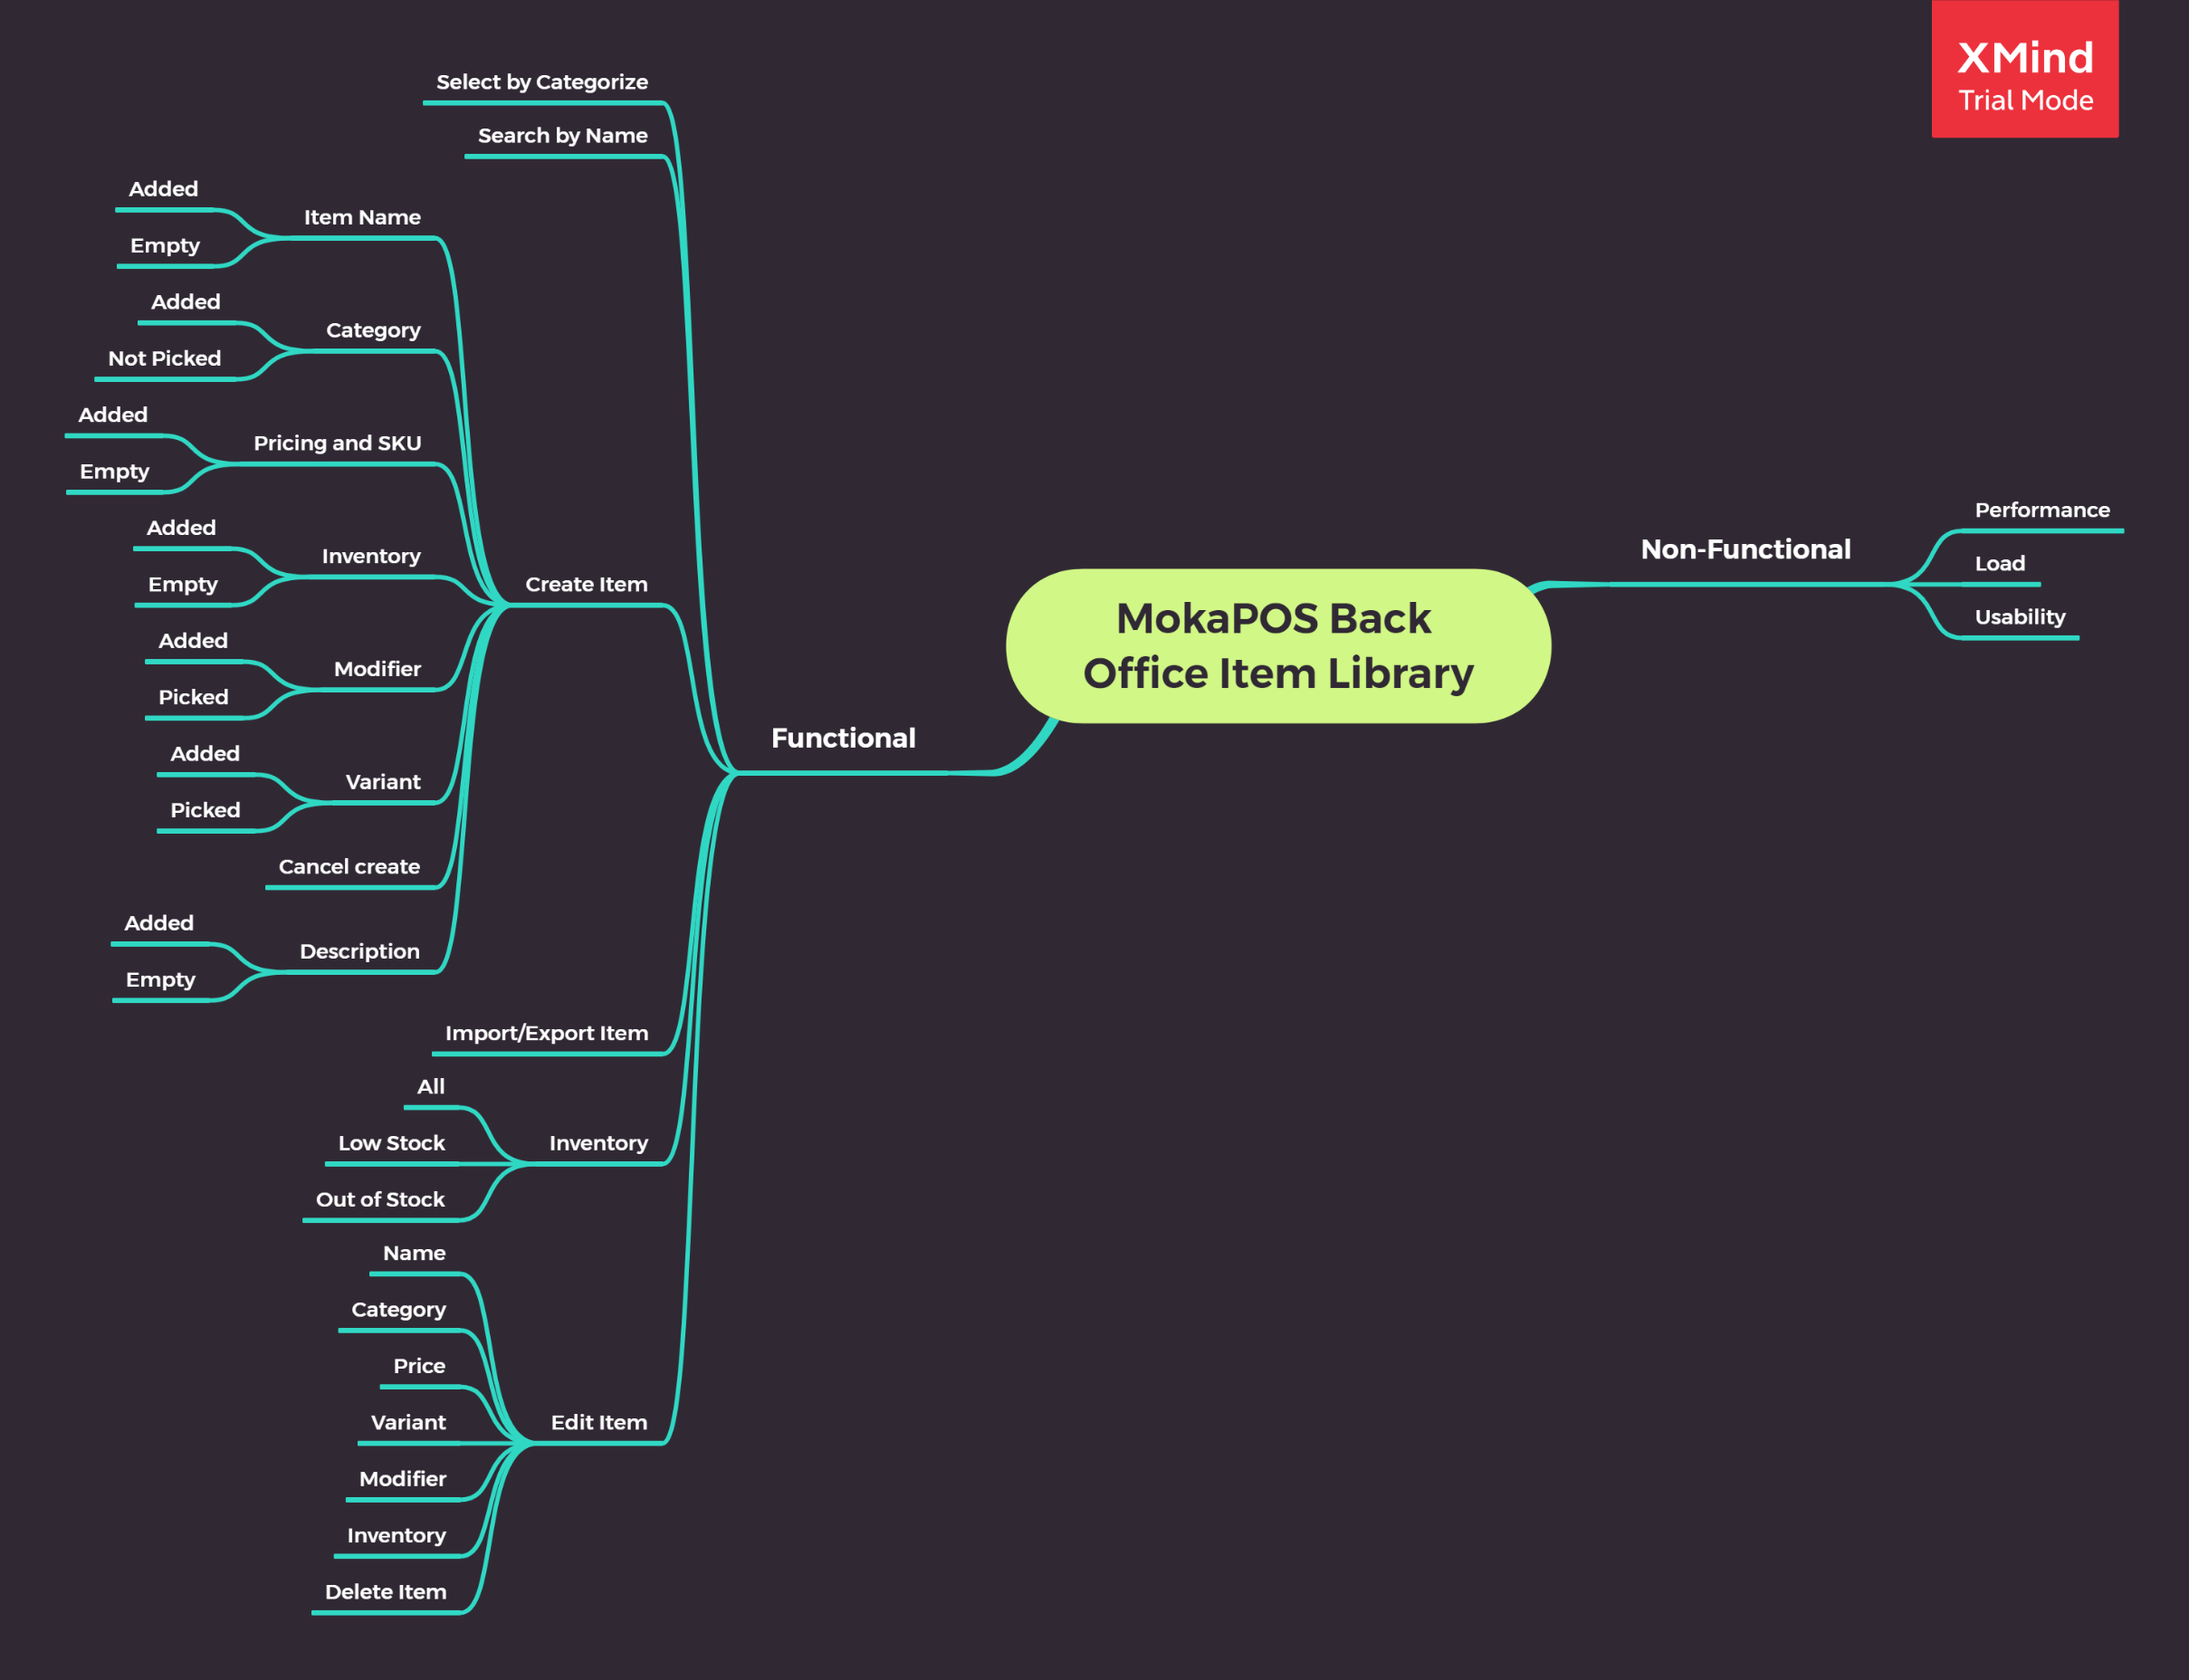 XMind
Trial Mode
Select by Categorize
Search by Name
Added
Item Name
Empty
Added
Category
Not Picked
Added
Pricing and SKU
Empty
Added
Inventory
Empty
Create Item
Added
Modifier
Picked
Added
Variant
Picked
Cancel create
Added
Description
Empty
Import/Export Item
All
Low Stock
Inventory
Out of Stock
Name
Category
Price
Variant
Edit Item
Modifier
Inventory
Delete Item
Functional
MokaPOS Back
Office Item Library
Non-Functional
Performance
Load
Usability